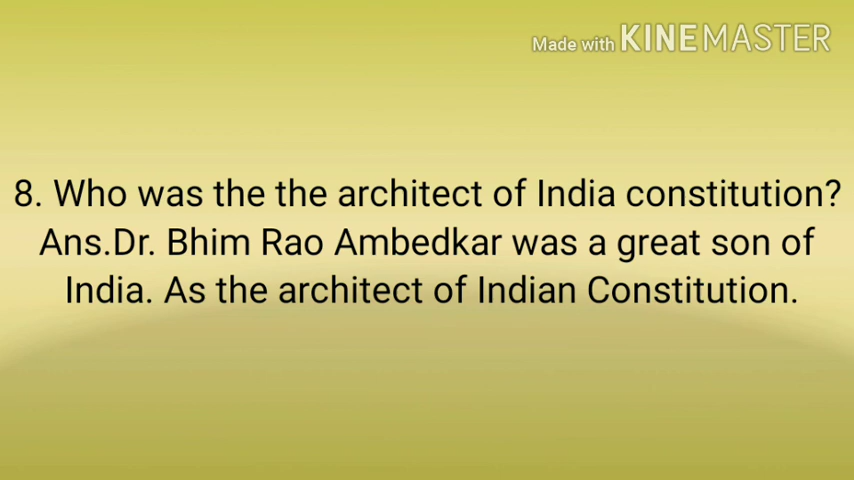 Made with KINEMASTER
8. Who was the the architect of India constitution?
Ans.Dr. Bhim Rao Ambedkar was a great son of
India. As the architect of Indian Constitution.